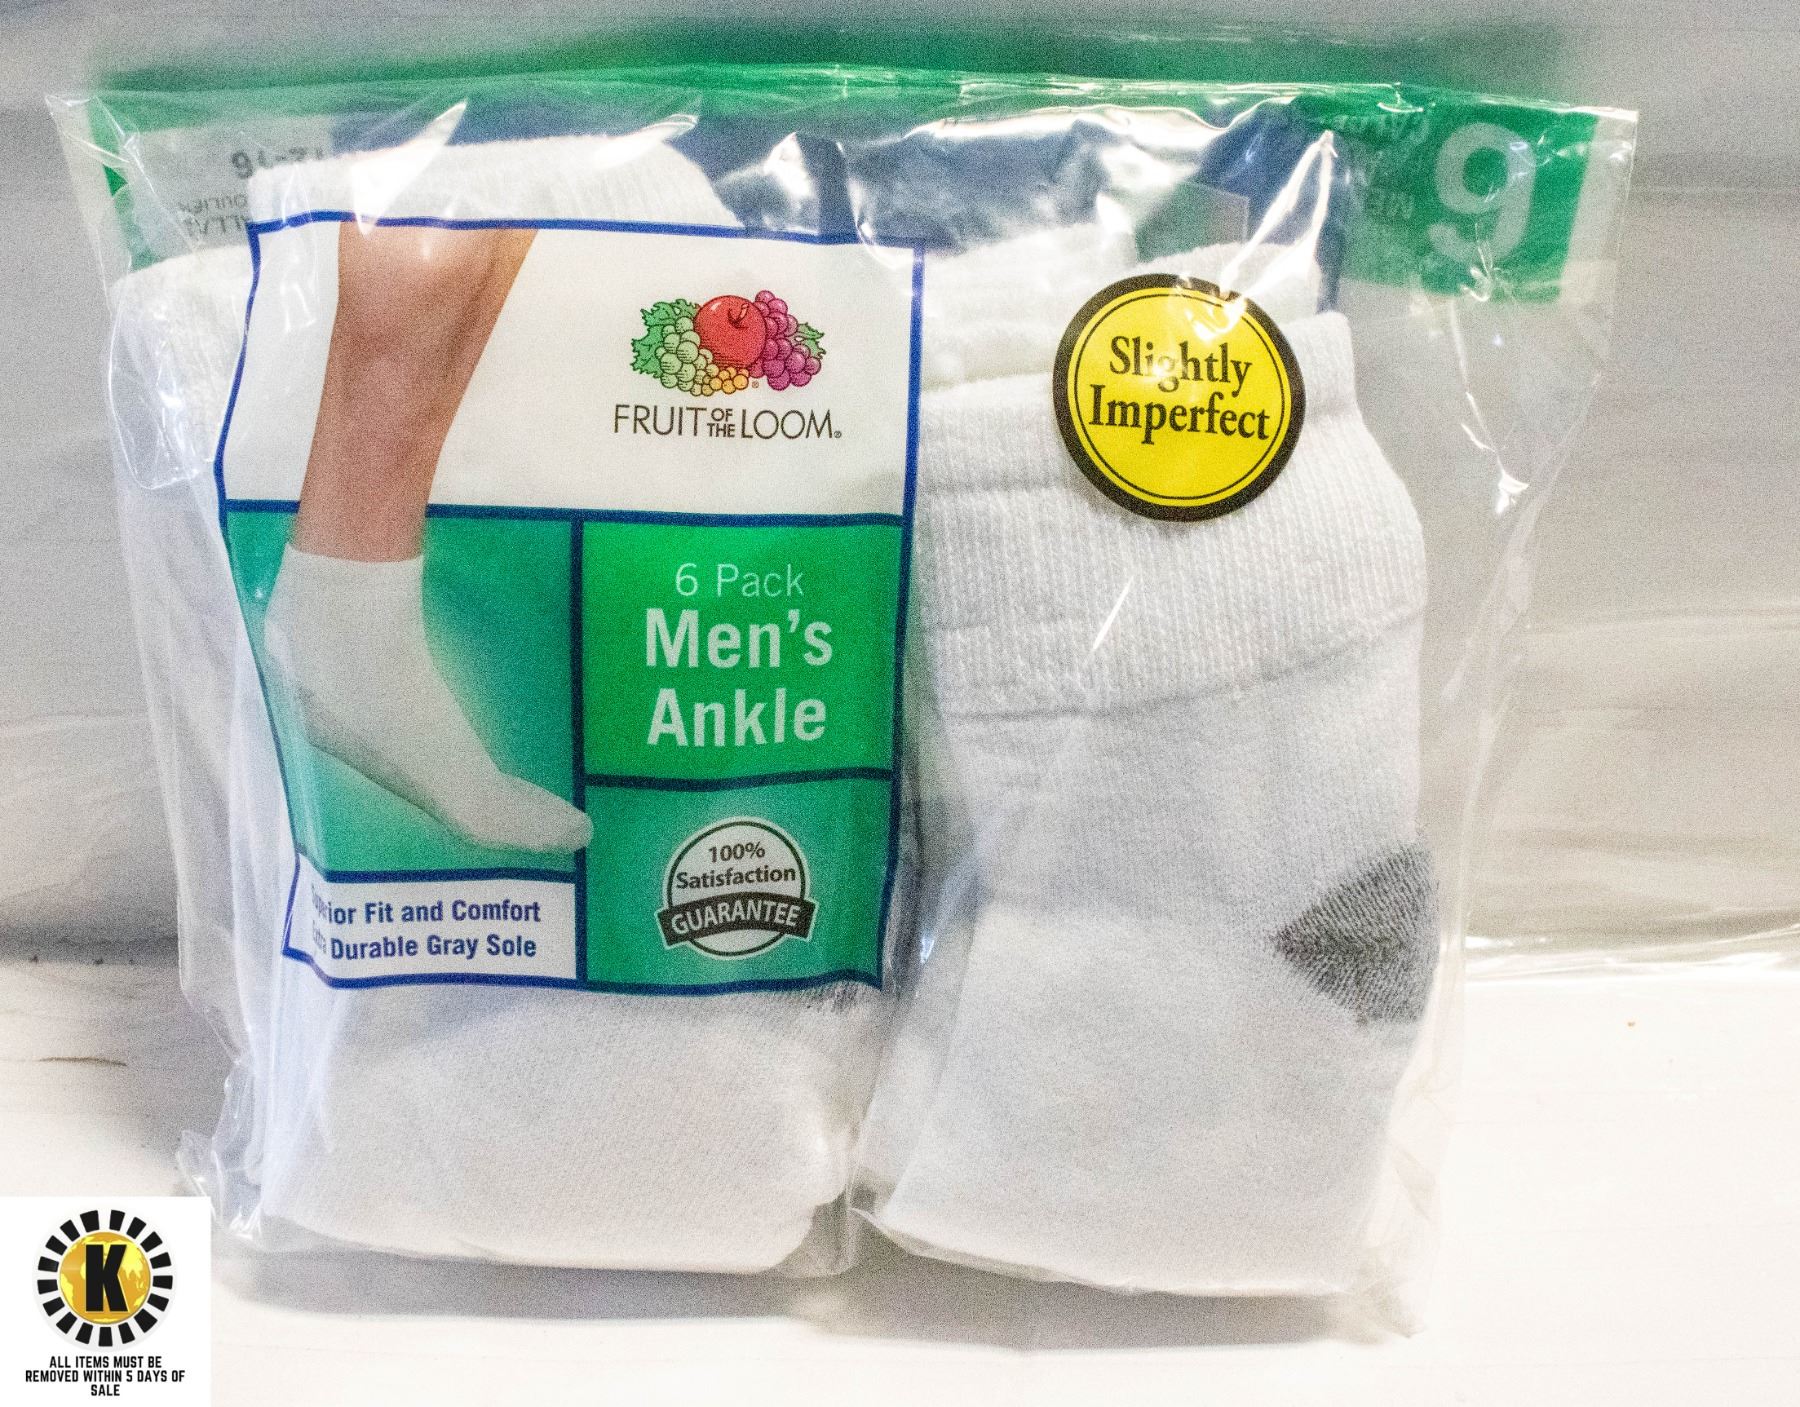 FRUIT OF THE LOOM®
Slightly
Imperfect
6 Pack
Men's
Ankle
100%
Satisfaction
GUARANTEE
Fit and Comfort
Durable Gray Sole
K
ALL ITEMS MUST BE
REMOVED WITHIN 5 DAYS OF
SALE